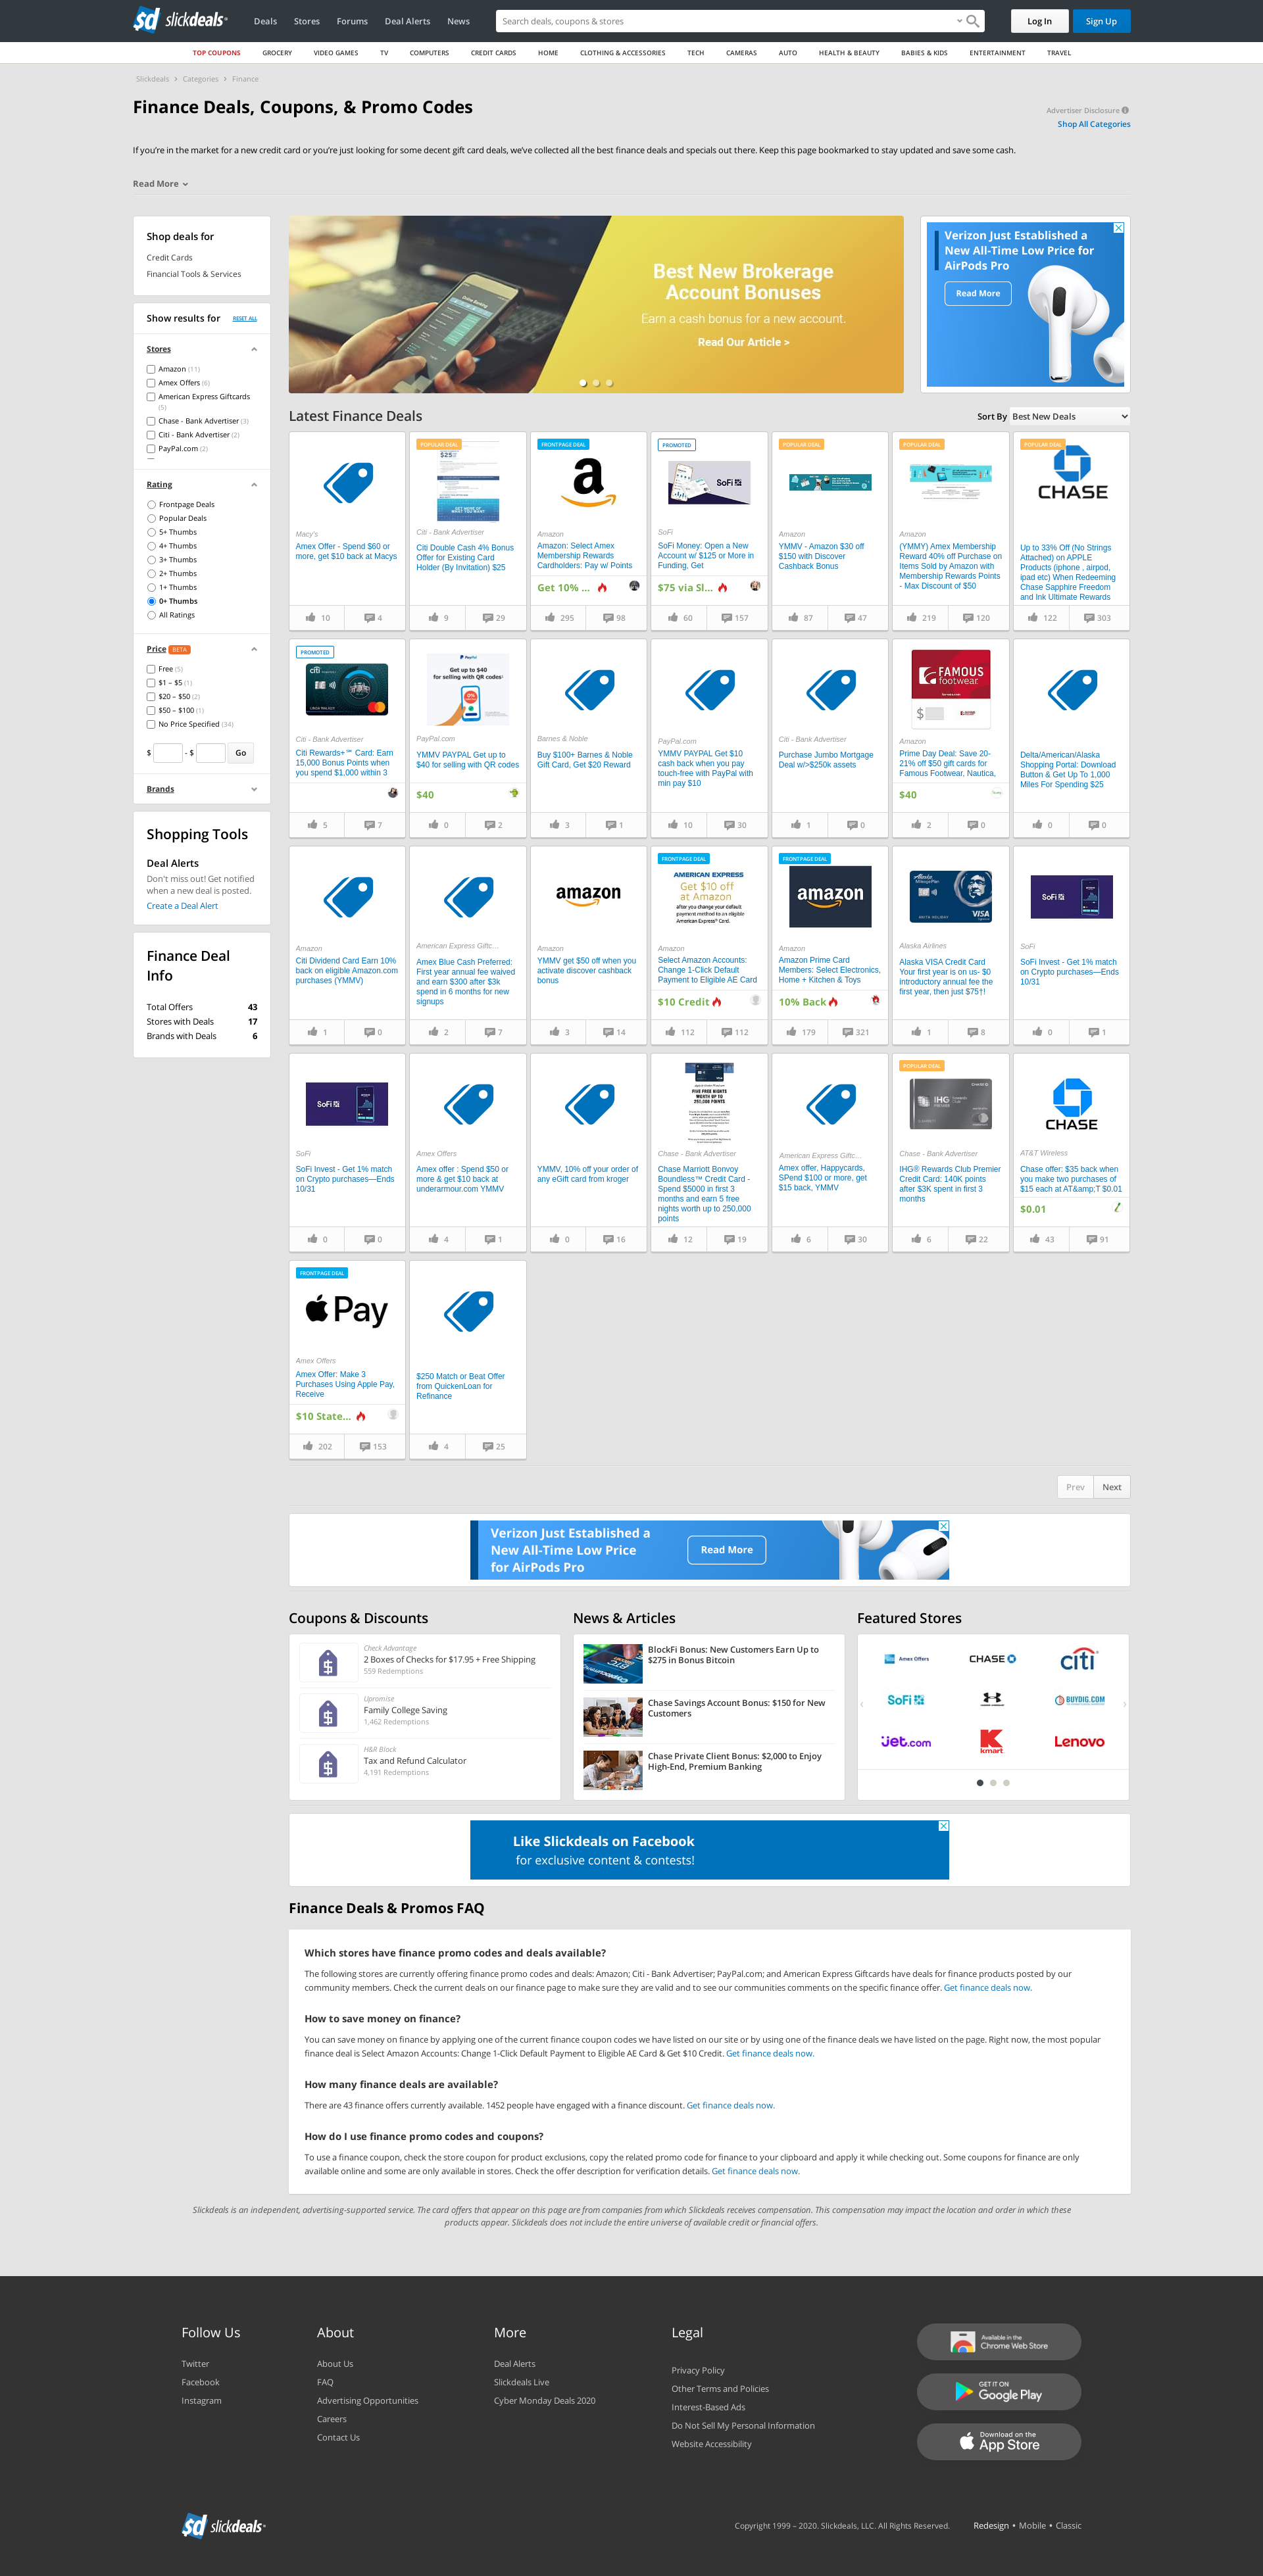 slickdeals
Deals
Stores
Forums
Deal Alerts
News
Search deals, coupons & stores
Log In
Sign Up
TOP COUPONS
GROCERY
VIDEO GAMES
TV
COMPUTERS
CREDIT CARDS
HOME
CLOTHING & ACCESSORIES
TECH
CAMERAS
AUTO
HEALTH & BEAUTY
BABIES & KIDS
ENTERTAINMENT
TRAVEL
Slickdeals > Categories > Finance
Finance Deals, Coupons, & Promo Codes
Advertiser Disclosure
Shop All Categories
If you're in the market for a new credit card or you're just looking for some decent gift card deals, we've collected all the best finance deals and specials out there. Keep this page bookmarked to stay updated and save some cash.
Read More
Shop deals for
Credit Cards
Financial Tools & Services
Show results for
RESET ALL
Stores
Amazon (11)
Amex Offers (6)
American Express Giftcards
(5)
Chase - Bank Advertiser (3)
Citi - Bank Advertiser (2)
PayPal.com (2)
Rating
Frontpage Deals
Popular Deals
5+ Thumbs
4+ Thumbs
3+ Thumbs
2+ Thumbs
1+ Thumbs
0+ Thumbs
All Ratings
Price BETA
Free (5)
$1 – $5 (1)
$20 – $50 (2)
$50 – $100 (1)
No Price Specified (34)
$ - $ Go
Brands
Shopping Tools
Deal Alerts
Don't miss out! Get notified
when a new deal is posted.
Create a Deal Alert
Finance Deal
Info
Total Offers 43
Stores with Deals 17
Brands with Deals 6
Best New Brokerage
Account Bonuses
Earn a cash bonus for a new account.
Read Our Article >
Verizon Just Established a
New All-Time Low Price for
AirPods Pro
Read More
Latest Finance Deals
Sort By Best New Deals
Macy's
Amex Offer - Spend $60 or
more, get $10 back at Macys
10 4
POPULAR DEAL
Citi - Bank Advertiser
Citi Double Cash 4% Bonus
Offer for Existing Card
Holder (By Invitation) $25
9 29
FRONTPAGE DEAL
Amazon
Amazon: Select Amex
Membership Rewards
Cardholders: Pay w/ Points
Get 10% ...
295 98
PROMOTED
SoFi
SoFi
SoFi Money: Open a New
Account w/ $125 or More in
Funding, Get
$75 via Sl...
60 157
POPULAR DEAL
Amazon
YMMV - Amazon $30 off
$150 with Discover
Cashback Bonus
87 47
POPULAR DEAL
Amazon
(YMMY) Amex Membership
Reward 40% off Purchase on
Items Sold by Amazon with
Membership Rewards Points
- Max Discount of $50
219 120
POPULAR DEAL
CHASE
Up to 33% Off (No Strings
Attached) on APPLE
Products (iphone , airpod,
ipad etc) When Redeeming
Chase Sapphire Freedom
and Ink Ultimate Rewards
122 303
PROMOTED
citi
Citi - Bank Advertiser
Citi Rewards+℠ Card: Earn
15,000 Bonus Points when
you spend $1,000 within 3
5 7
PayPal
Get up to $40
for selling with QR codes!
PayPal.com
YMMV PAYPAL Get up to
$40 for selling with QR codes
$40
0 2
Barnes & Noble
Buy $100+ Barnes & Noble
Gift Card, Get $20 Reward
3 1
PayPal.com
YMMV PAYPAL Get $10
cash back when you pay
touch-free with PayPal with
min pay $10
10 30
Citi - Bank Advertiser
Purchase Jumbo Mortgage
Deal w/>$250k assets
1 0
FAMOUS
footwear
$
Amazon
Prime Day Deal: Save 20-
21% off $50 gift cards for
Famous Footwear, Nautica,
$40
2 0
Delta/American/Alaska
Shopping Portal: Download
Button & Get Up To 1,000
Miles For Spending $25
0 0
Amazon
Citi Dividend Card Earn 10%
back on eligible Amazon.com
purchases (YMMV)
1 0
American Express Giftc...
Amex Blue Cash Preferred:
First year annual fee waived
and earn $300 after $3k
spend in 6 months for new
signups
2 7
amazon
Amazon
YMMV get $50 off when you
activate discover cashback
bonus
3 14
FRONTPAGE DEAL
AMERICAN EXPRESS
Get $10 off
at Amazon
after you change your default
payment method to an eligible
American Express Card.
Amazon
Select Amazon Accounts:
Change 1-Click Default
Payment to Eligible AE Card
$10 Credit
112 112
FRONTPAGE DEAL
amazon
Amazon
Amazon Prime Card
Members: Select Electronics,
Home + Kitchen & Toys
10% Back
179 321
Alaska
VISA
Alaska Airlines
Alaska VISA Credit Card
Your first year is on us- $0
introductory annual fee the
first year, then just $75†!
1 8
SoFi
SoFi
SoFi Invest - Get 1% match
on Crypto purchases—Ends
10/31
0 1
SoFi
SoFi
SoFi Invest - Get 1% match
on Crypto purchases—Ends
10/31
0 0
Amex Offers
Amex offer : Spend $50 or
more & get $10 back at
underarmour.com YMMV
4 1
YMMV, 10% off your order of
any eGift card from kroger
0 16
FIVE FREE NIGHTS
WORTH UP TO
250,000 POINTS
Chase - Bank Advertiser
Chase Marriott Bonvoy
Boundless™ Credit Card -
Spend $5000 in first 3
months and earn 5 free
nights worth up to 250,000
points
12 19
American Express Giftc...
Amex offer, Happycards,
SPend $100 or more, get
$15 back, YMMV
6 30
POPULAR DEAL
IHG
Chase - Bank Advertiser
IHG® Rewards Club Premier
Credit Card: 140K points
after $3K spent in first 3
months
6 22
CHASE
AT&T Wireless
Chase offer: $35 back when
you make two purchases of
$15 each at AT&amp;T $0.01
$0.01
43 91
FRONTPAGE DEAL
Pay
Amex Offers
Amex Offer: Make 3
Purchases Using Apple Pay,
Receive
$10 State...
202 153
$250 Match or Beat Offer
from QuickenLoan for
Refinance
4 25
Prev Next
Verizon Just Established a
New All-Time Low Price
for AirPods Pro
Read More
Coupons & Discounts
Check Advantage
2 Boxes of Checks for $17.95 + Free Shipping
559 Redemptions
Upromise
Family College Saving
1,462 Redemptions
H&R Block
Tax and Refund Calculator
4,191 Redemptions
News & Articles
BlockFi Bonus: New Customers Earn Up to
$275 in Bonus Bitcoin
Chase Savings Account Bonus: $150 for New
Customers
Chase Private Client Bonus: $2,000 to Enjoy
High-End, Premium Banking
Featured Stores
Amex Offers
CHASE
citi
SoFi
BUYDIG.COM
Jet.com
kmart
Lenovo
Like Slickdeals on Facebook
for exclusive content & contests!
Finance Deals & Promos FAQ
Which stores have finance promo codes and deals available?
The following stores are currently offering finance promo codes and deals: Amazon; Citi - Bank Advertiser; PayPal.com; and American Express Giftcards have deals for finance products posted by our
community members. Check the current deals on our finance page to make sure they are valid and to see our communities comments on the specific finance offer. Get finance deals now.
How to save money on finance?
You can save money on finance by applying one of the current finance coupon codes we have listed on our site or by using one of the finance deals we have listed on the page. Right now, the most popular
finance deal is Select Amazon Accounts: Change 1-Click Default Payment to Eligible AE Card & Get $10 Credit. Get finance deals now.
How many finance deals are available?
There are 43 finance offers currently available. 1452 people have engaged with a finance discount. Get finance deals now.
How do I use finance promo codes and coupons?
To use a finance coupon, check the store coupon for product exclusions, copy the related promo code for finance to your clipboard and apply it while checking out. Some coupons for finance are only
available online and some are only available in stores. Check the offer description for verification details. Get finance deals now.
Slickdeals is an independent, advertising-supported service. The card offers that appear on this page are from companies from which Slickdeals receives compensation. This compensation may impact the location and order in which these
products appear. Slickdeals does not include the entire universe of available credit or financial offers.
Follow Us
Twitter
Facebook
Instagram
About
About Us
FAQ
Advertising Opportunities
Careers
Contact Us
More
Deal Alerts
Slickdeals Live
Cyber Monday Deals 2020
Legal
Privacy Policy
Other Terms and Policies
Interest-Based Ads
Do Not Sell My Personal Information
Website Accessibility
Available in the
Chrome Web Store
GET IT ON
Google Play
Download on the
App Store
slickdeals
Copyright 1999 – 2020. Slickdeals, LLC. All Rights Reserved.
Redesign • Mobile • Classic